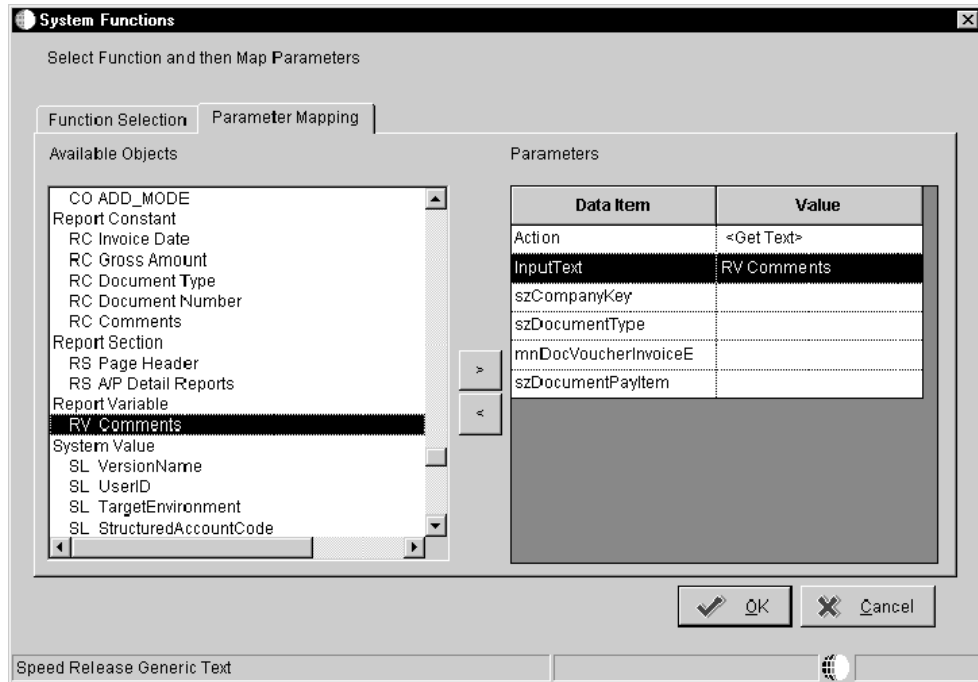 System Functions
Select Function and then Map Parameters
Function Selection
Parameter Mapping
Available Objects
CO ADD_MODE
Report Constant
RC Invoice Date
RC Gross Amount
RC Document Type
RC Document Number
RC Comments
Report Section
RS Page Header
RS A/P Detail Reports
Report Variable
RV Comments
System Value
SL VersionName
SL UserID
SL TargetEnvironment
SL StructuredAccountCode
>
<
Parameters
Data Item Value
Action <Get Text>
InputText RV Comments
szCompanyKey
szDocumentType
mnDocVoucherInvoiceE
szDocumentPayItem
OK
Cancel
Speed Release Generic Text